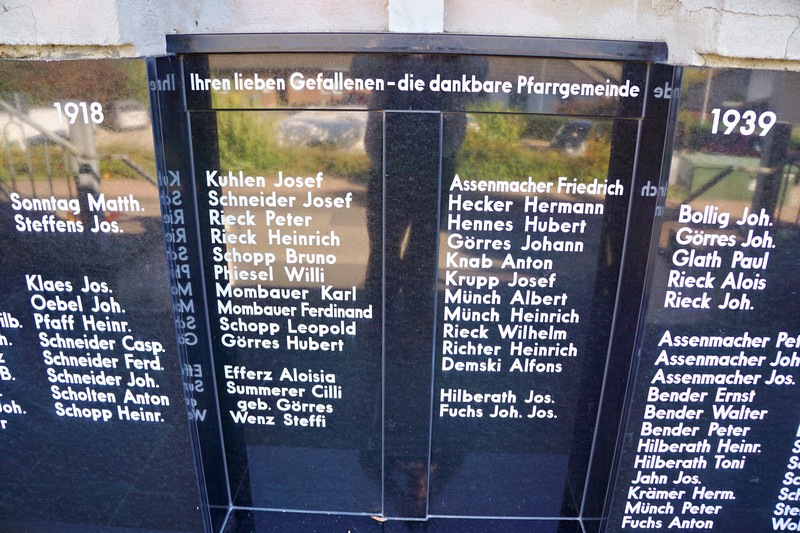 Ihren lieben Gefallenen - die dankbare Pfarrgemeinde
1918
Sonntag Matth.
Steffens Jos.
Klaes Jos.
Oebel Joh.
Pfaff Heinr.
Schneider Casp.
Schneider Ferd.
Schneider Joh.
Scholten Anton
Schopp Heinr.
Kuhlen Josef
Schneider Josef
Rieck Peter
Rieck Heinrich
Schopp Bruno
Phiesel Willi
Mombauer Karl
Mombauer Ferdinand
Schopp Leopold
Görres Hubert
Efferz Aloisia
Summerer Cilli
geb. Görres
Wenz Steffi
Assenmacher Friedrich
Hecker Hermann
Hennes Hubert
Görres Johann
Knab Anton
Krupp Josef
Münch Albert
Münch Heinrich
Rieck Wilhelm
Richter Heinrich
Demski Alfons
Hilberath Jos.
Fuchs Joh. Jos.
1939
Bollig Joh.
Görres Joh.
Glath Paul
Rieck Alois
Rieck Joh.
Assenmacher Pet
Assenmacher Joh
Assenmacher Jos.
Bender Ernst
Bender Walter
Bender Peter
Hilberath Heinr.
Hilberath Toni
Jahn Jos.
Krämer Herm.
Münch Peter
Fuchs Anton